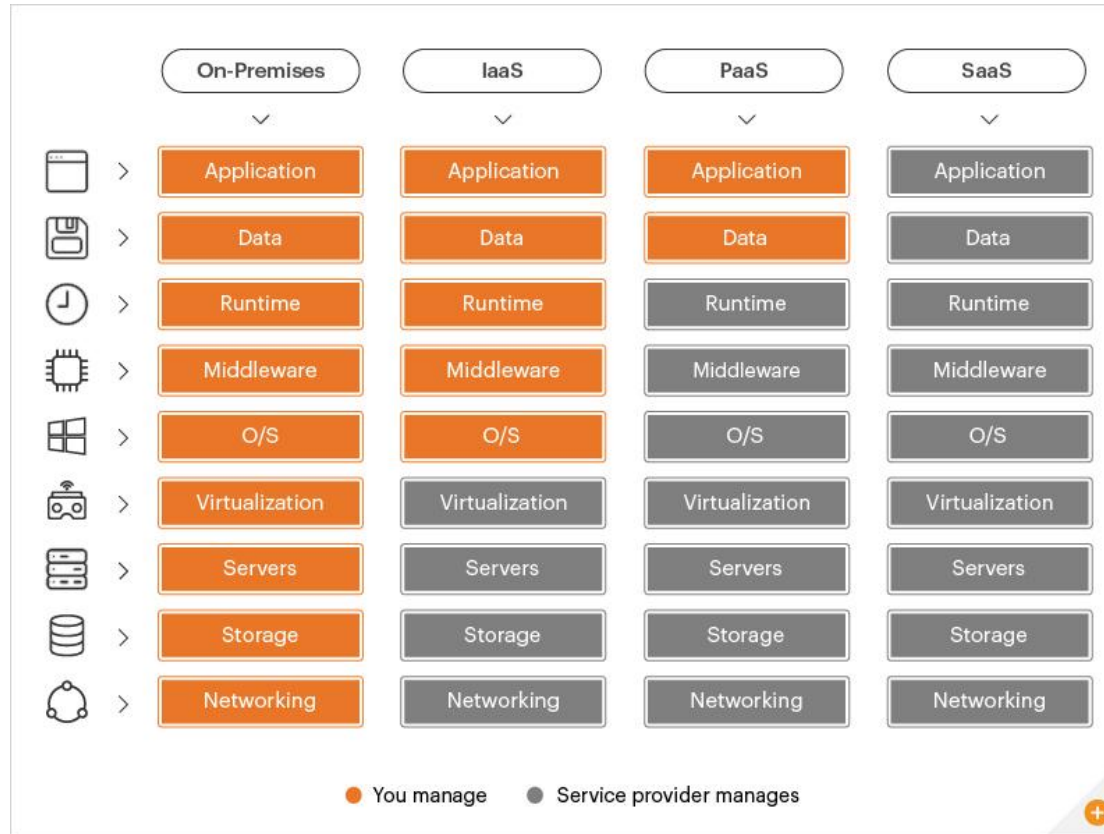 On-Premises IaaS PaaS SaaS
Application Application Application Application
Data Data Data Data
Runtime Runtime Runtime Runtime
Middleware Middleware Middleware Middleware
O/S O/S O/S O/S
Virtualization Virtualization Virtualization Virtualization
Servers Servers Servers Servers
Storage Storage Storage Storage
Networking Networking Networking Networking
You manage Service provider manages